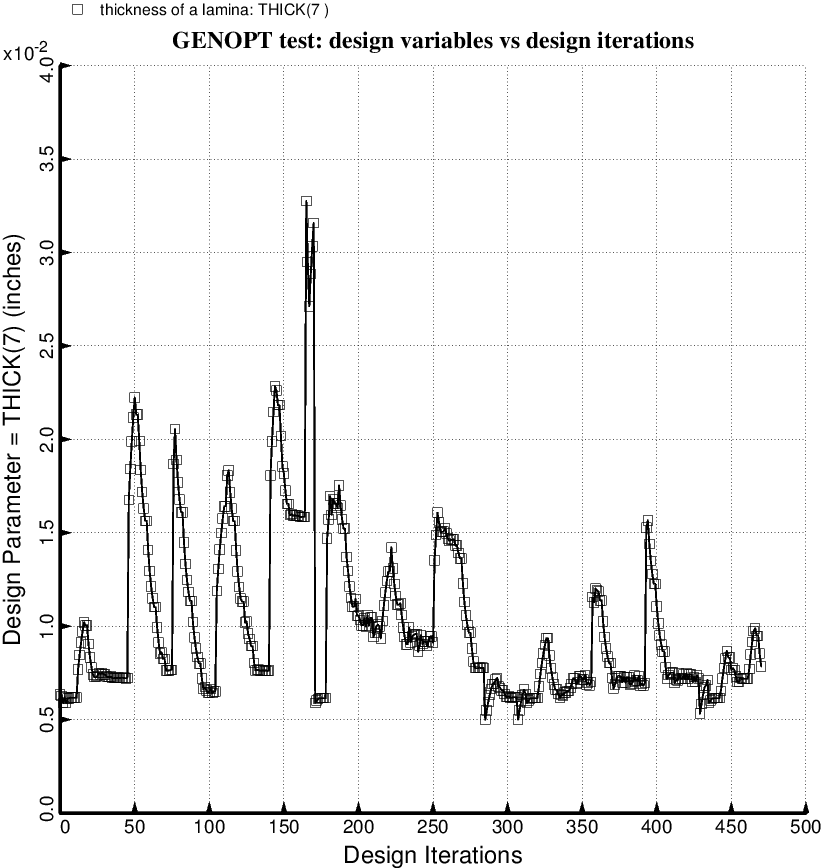 thickness of a lamina: THICK(7 )
GENOPT test: design variables vs design iterations
x10-2
4.0
3.5
3.0
2.5
2.0
1.5
1.0
0.5
0.0
Design Parameter = THICK(7) (inches)
0 50 100 150 200 250 300 350 400 450 500
Design Iterations